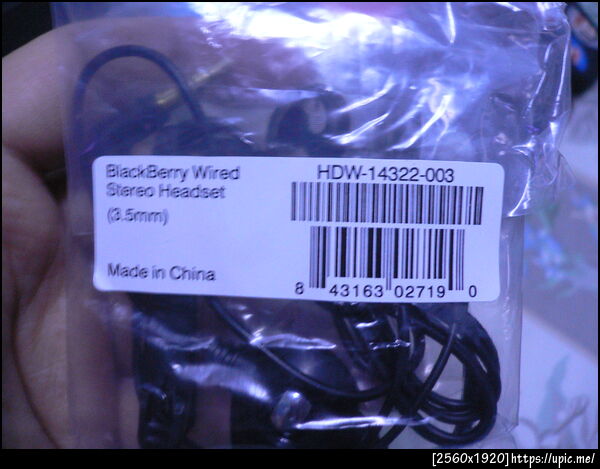 BlackBerry Wired
Stereo Headset
(3.5mm)
Made in China
HDW-14322-003
8 43163 02719 0
[2560x1920]https://upic.me/